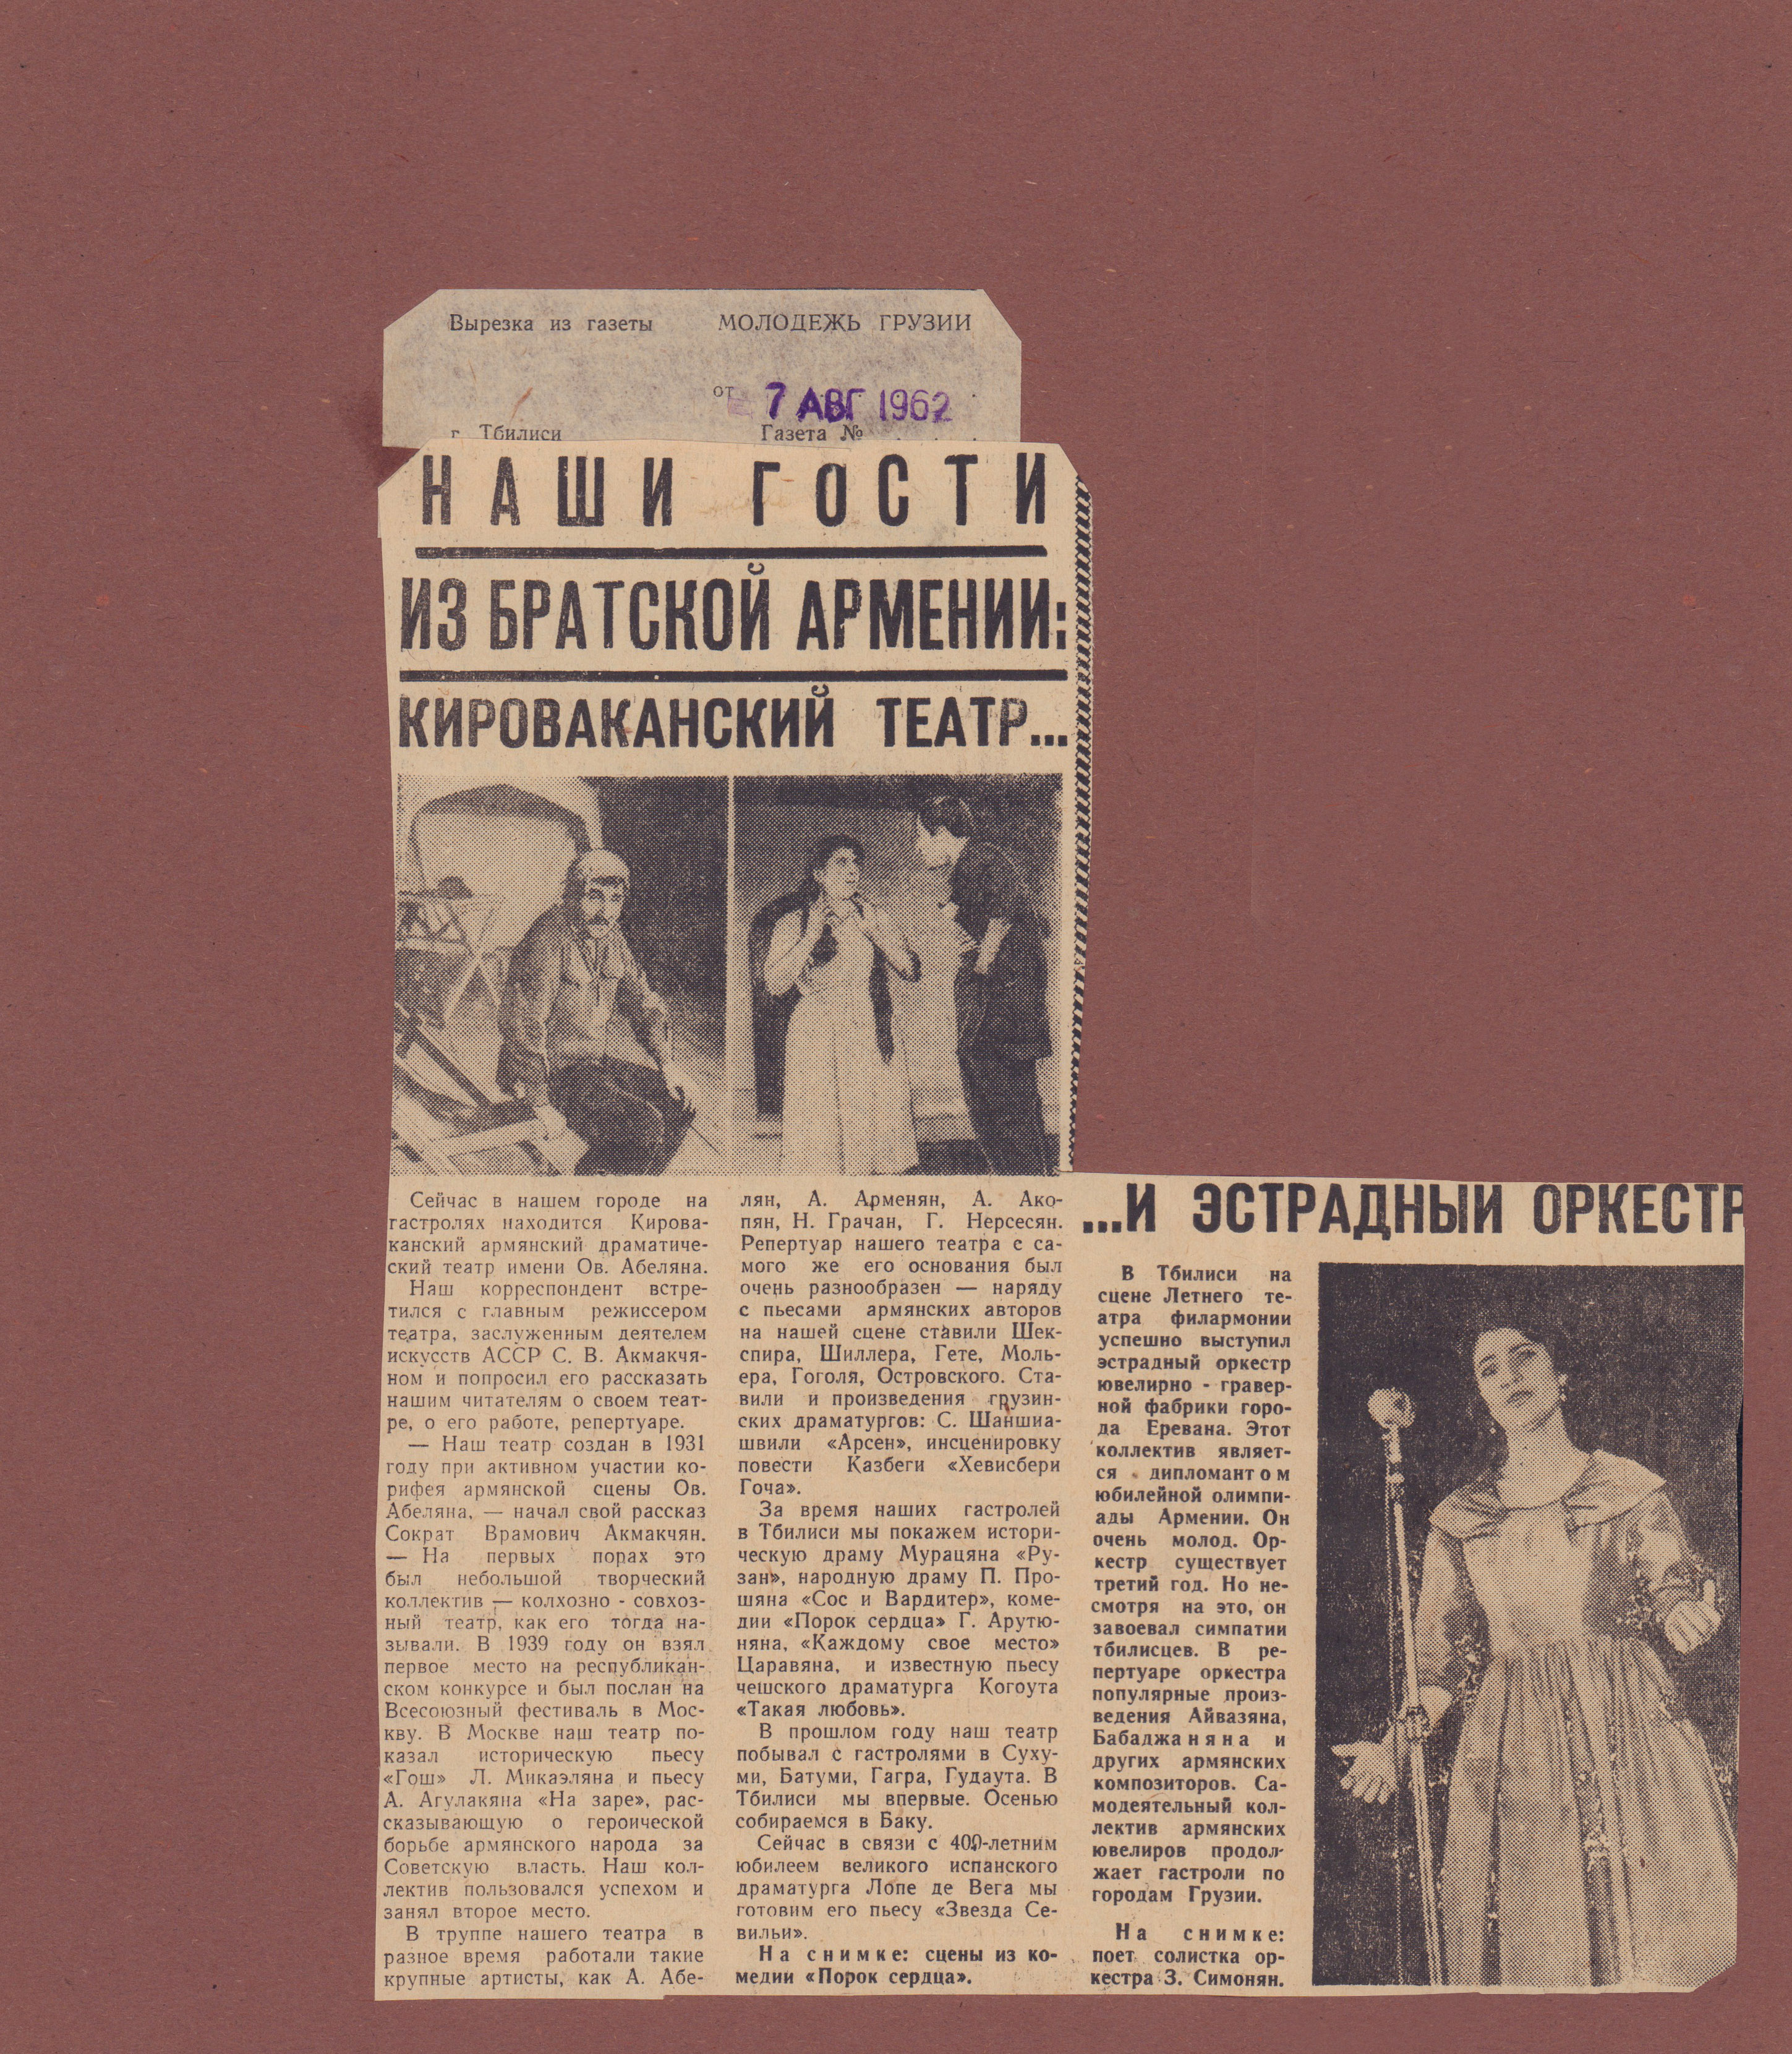 Вырезка из газеты МОЛОДЕЖЬ ГРУЗИИ
от 7 АВГ 1962
г. Тбилиси Газета №
НАШИ ГОСТИ
ИЗ БРАТСКОЙ АРМЕНИИ:
КИРОВАКАНСКИЙ ТЕАТР...
Сейчас в нашем городе на
гастролях находится Кирова-
канский армянский драматиче-
ский театр имени Ов. Абеляна.
Наш корреспондент встре-
тился с главным режиссером
театра, заслуженным деятелем
искусств АССР С. В. Акмакчя-
ном и попросил его рассказать
нашим читателям о своем теат-
ре, о его работе, репертуаре.
— Наш театр создан в 1931
году при активном участии ко-
рифея армянской сцены Ов.
Абеляна, — начал свой рассказ
Сократ Врамович Акмакчян.
— На первых порах это
был небольшой творческий
коллектив — колхозно - совхоз-
ный театр, как его тогда на-
зывали. В 1939 году он взял
первое место на республикан-
ском конкурсе и был послан на
Всесоюзный фестиваль в Мос-
кву. В Москве наш театр по-
казал историческую пьесу
«Гош» Л. Микаэляна и пьесу
А. Агулакяна «На заре», рас-
сказывающую о героической
борьбе армянского народа за
Советскую власть. Наш кол-
лектив пользовался успехом и
занял второе место.
В труппе нашего театра в
разное время работали такие
крупные артисты, как А. Абе-
лян, А. Арменян, А. Ако-
пян, Н. Грачан, Г. Нерсесян.
Репертуар нашего театра с са-
мого же его основания был
очень разнообразен — наряду
с пьесами армянских авторов
на нашей сцене ставили Шек-
спира, Шиллера, Гете, Моль-
ера, Гоголя, Островского. Ста-
вили и произведения грузин-
ских драматургов: С. Шаншиа-
швили «Арсен», инсценировку
повести Казбеги «Хевисбери
Гоча».
За время наших гастролей
в Тбилиси мы покажем истори-
ческую драму Мурацяна «Ру-
зан», народную драму П. Про-
шяна «Сос и Вардитер», коме-
дии «Порок сердца» Г. Арутю-
няна, «Каждому свое место»
Царавяна, и известную пьесу
чешского драматурга Когоута
«Такая любовь».
В прошлом году наш театр
побывал с гастролями в Суху-
ми, Батуми, Гагра, Гудаута. В
Тбилиси мы впервые. Осенью
собираемся в Баку.
Сейчас в связи с 400-летним
юбилеем великого испанского
драматурга Лопе де Вега мы
готовим его пьесу «Звезда Се-
вильи».
На снимке: сцены из ко-
медии «Порок сердца».
...И ЭСТРАДНЫЙ ОРКЕСТР
В Тбилиси на
сцене Летнего те-
атра филармонии
успешно выступил
эстрадный оркестр
ювелирно - гравер-
ной фабрики горо-
да Еревана. Этот
коллектив являет-
ся дипломантом
юбилейной олимпи-
ады Армении. Он
очень молод. Ор-
кестр существует
третий год. Но не-
смотря на это, он
завоевал симпатии
тбилисцев. В ре-
пертуаре оркестра
популярные произ-
ведения Айвазяна,
Бабаджаняна и
других армянских
композиторов. Са-
модеятельный кол-
лектив армянских
ювелиров продол-
жает гастроли по
городам Грузии.
На снимке:
поет солистка ор-
кестра З. Симонян.